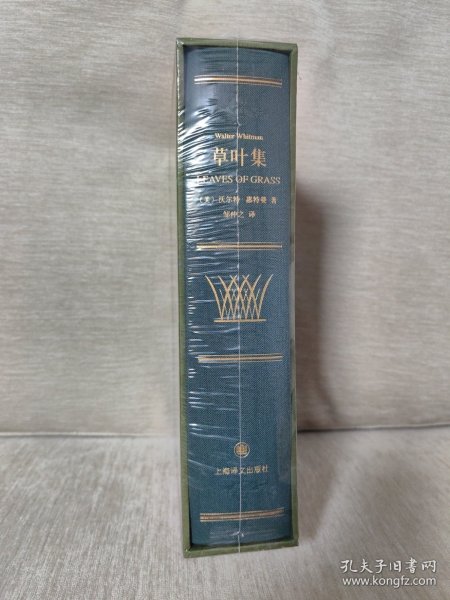 Walter Whitman
草叶集
LEAVES OF GRASS
（美）沃尔特 惠特曼 著
邹仲之 译
上海译文出版社
孔夫子旧书网
www.kongfz.com